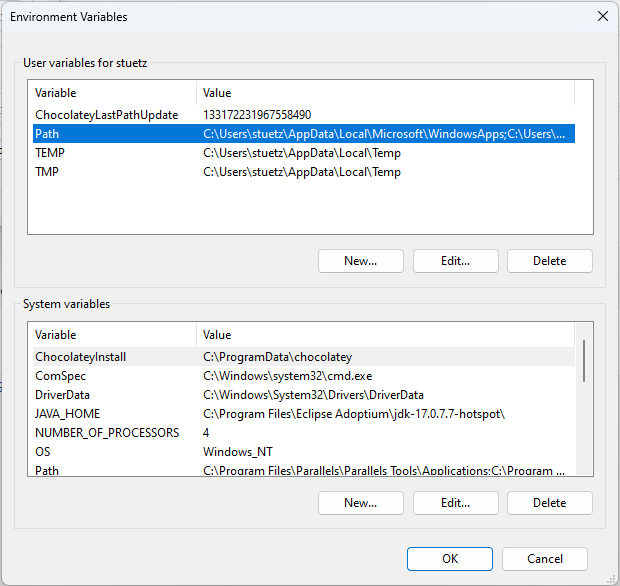 Environment Variables
User variables for stuetz
Variable Value
ChocolateyLastPathUpdate 133172231967558490
Path C:\Users\stuetz\AppData\Local\Microsoft\WindowsApps;C:\Users\...
TEMP C:\Users\stuetz\AppData\Local\Temp
TMP C:\Users\stuetz\AppData\Local\Temp
New... Edit... Delete
System variables
Variable Value
ChocolateyInstall C:\ProgramData\chocolatey
ComSpec C:\Windows\system32\cmd.exe
DriverData C:\Windows\System32\Drivers\DriverData
JAVA_HOME C:\Program Files\Eclipse Adoptium\jdk-17.0.7.7-hotspot\
NUMBER_OF_PROCESSORS 4
OS Windows_NT
Path C:\Program Files\Parallels\Parallels Tools\Applications;C:\Program ...
New... Edit... Delete
OK Cancel